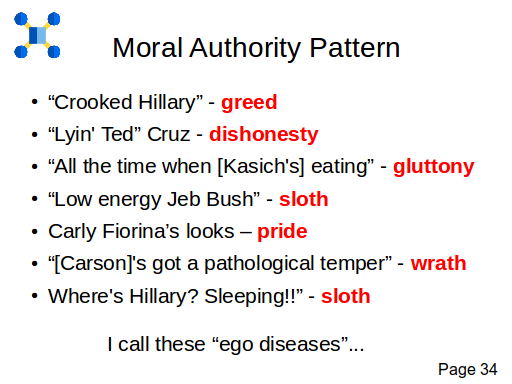 Moral Authority Pattern
• “Crooked Hillary” - greed
• “Lyin' Ted” Cruz - dishonesty
• “All the time when [Kasich's] eating” - gluttony
• “Low energy Jeb Bush” - sloth
• Carly Fiorina’s looks – pride
• “[Carson]'s got a pathological temper” - wrath
• Where's Hillary? Sleeping!!” - sloth
I call these “ego diseases”...
Page 34